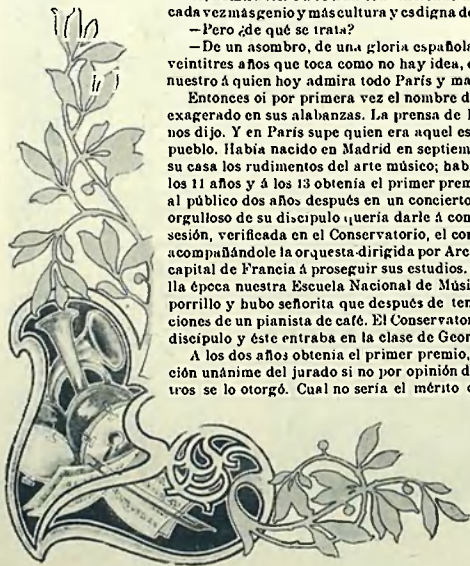 cada vez más genio y más cultura y es digna d
—Pero ¿de qué se trata?
—De un asombro, de una gloria española
veintitres años que toca como no hay idea,
nuestro á quien hoy admira todo París y ma
Entonces oi por primera vez el nombre d
exagerado en sus alabanzas. La prensa de
nos dijo. Y en París supe quien era aquel es
pueblo. Había nacido en Madrid en septiem
su casa los rudimentos del arte músico; hab
los 11 años y á los 13 obtenía el primer prem
al público dos años después en un concierto
orgulloso de su discipulo quería darle á con
sesión, verificada en el Conservatorio, el con
acompañándole la orquesta dirigida por Arc
capital de Francia á proseguir sus estudios.
lla época nuestra Escuela Nacional de Músi
porrillo y hubo señorita que después de ten
ciones de un pianista de café. El Conservator
discípulo y éste entraba en la clase de Geor
A los dos años obtenía el primer premio,
ción unánime del jurado si no por opinión d
tros se lo otorgó. Cual no sería el mérito d